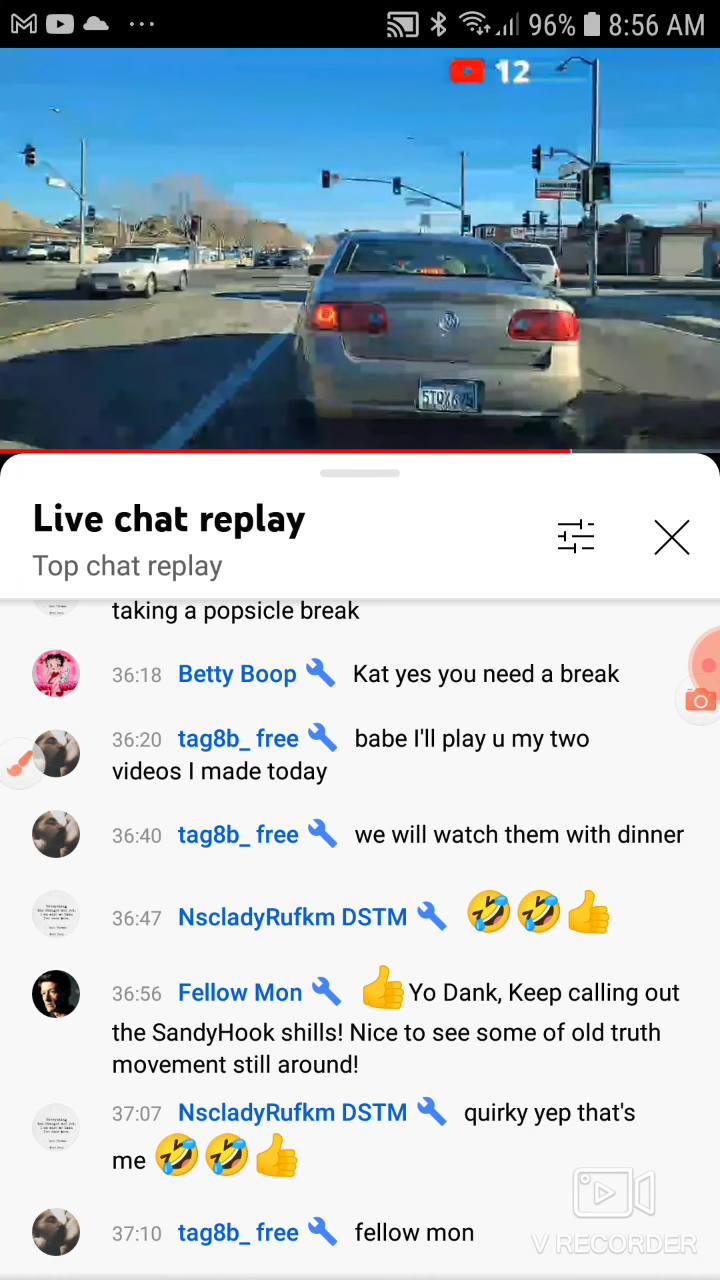 96% 8:56 AM
12
Live chat replay
Top chat replay
taking a popsicle break
36:18 Betty Boop Kat yes you need a break
36:20 tag8b_ free babe I'll play u my two
videos I made today
36:40 tag8b_ free we will watch them with dinner
36:47 NscladyRufkm DSTM 🤣🤣👍
36:56 Fellow Mon 👍Yo Dank, Keep calling out
the SandyHook shills! Nice to see some of old truth
movement still around!
37:07 NscladyRufkm DSTM quirky yep that's
me 🤣🤣👍
37:10 tag8b_ free fellow mon
V RECORDER